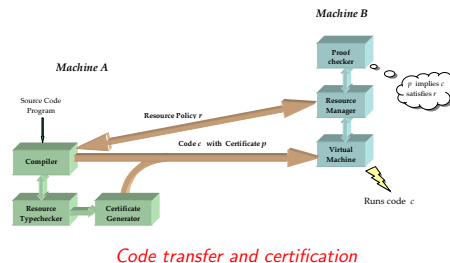 Machine B
Machine A
Proof
checker
p implies c
satisfies r
Source Code
Program
Resource Policy r
Resource
Manager
Code c with Certificate p
Compiler
Virtual
Machine
Resource
Typechecker
Certificate
Generator
Runs code c
Code transfer and certification